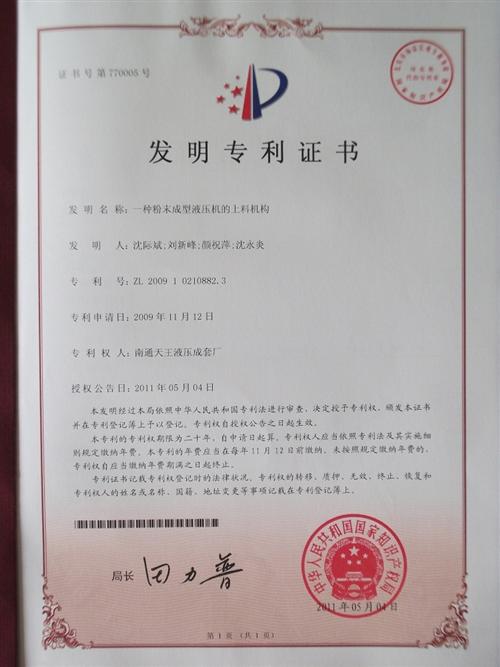 证书号第770005号
发明专利证书
发明名称:一种粉末成型液压机的上料机构
发明人:沈际斌;刘新峰;颜祝萍;沈永炎
专利号:ZL 2009 1 0210882.3
专利申请日:2009年11月12日
专利权人:南通天王液压成套厂
授权公告日:2011年05月04日
本发明经过本局依照中华人民共和国专利法进行审查,决定授予专利权,颁发本证书
并在专利登记簿上予以登记。专利权自授权公告之日起生效。
本专利的专利权期限为二十年,自申请日起算。专利权人应当依照专利法及其实施细
则规定缴纳年费。本专利的年费应当在每年11月12日前缴纳。未按照规定缴纳年费的,
专利权自应当缴纳年费期满之日起终止。
专利证书记载专利权登记时的法律状况。专利权的转移、质押、无效、终止、恢复和
专利权人的姓名或名称、国籍、地址变更等事项记载在专利登记簿上。
局长 田力普
中华人民共和国国家知识产权局
2011年05月04日
第1页(共1页)